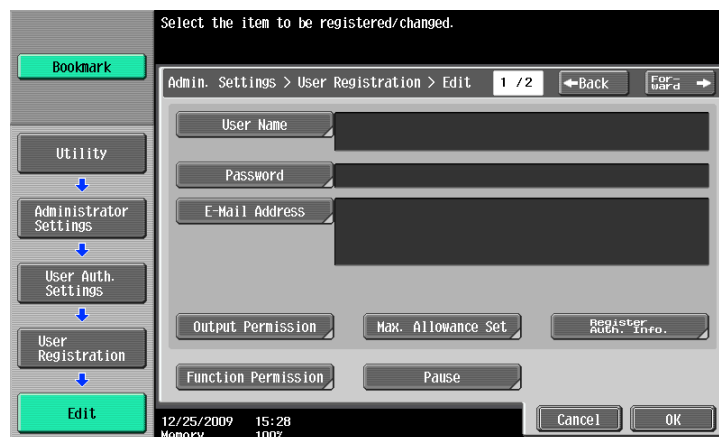 Select the item to be registered/changed.
Bookmark
Admin. Settings > User Registration > Edit 1 /2 ←Back For-ward →
User Name
Utility
Password
Administrator
Settings
E-Mail Address
User Auth.
Settings
Output Permission Max. Allowance Set Register
Auth. Info.
User
Registration
Function Permission Pause
Edit
12/25/2009 15:28 Cancel OK
Memory 100%